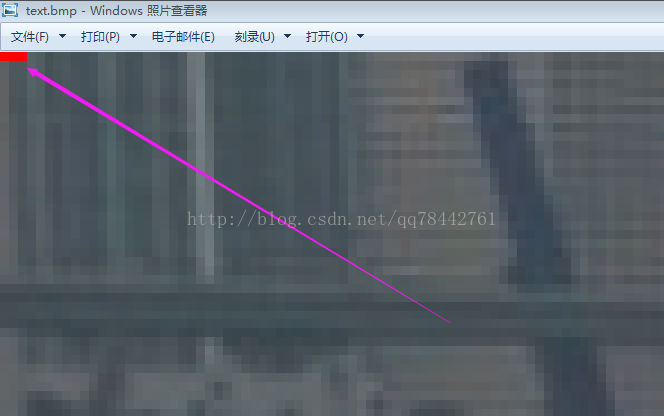 text.bmp - Windows 照片查看器
文件(F) 打印(P) 电子邮件(E) 刻录(U) 打开(O)
http://blog.csdn.net/qq78442761